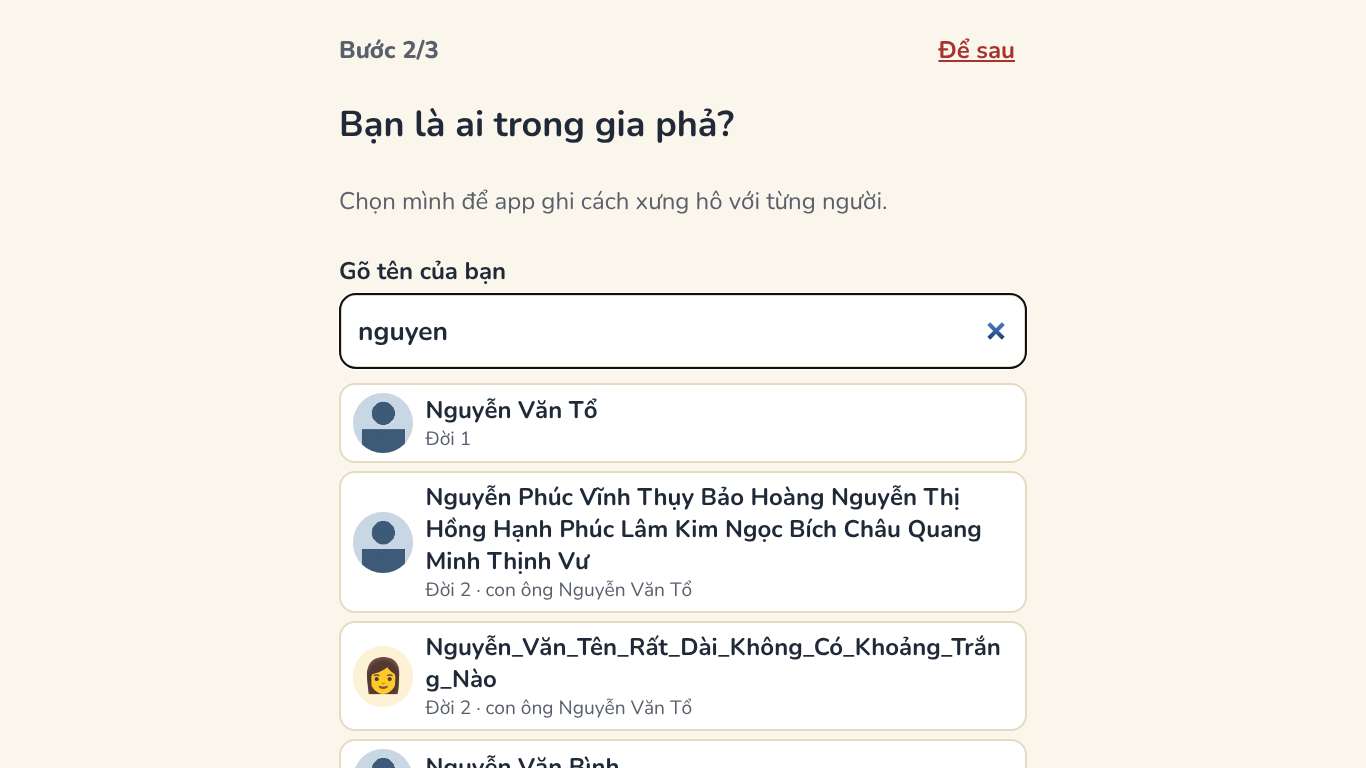 Bước 2/3
Để sau
Bạn là ai trong gia phả?
Chọn mình để app ghi cách xưng hô với từng người.
Gõ tên của bạn
nguyen
Nguyễn Văn Tổ
Đời 1
Nguyễn Phúc Vĩnh Thụy Bảo Hoàng Nguyễn Thị
Hồng Hạnh Phúc Lâm Kim Ngọc Bích Châu Quang
Minh Thịnh Vư
Đời 2 · con ông Nguyễn Văn Tổ
Nguyễn_Văn_Tên_Rất_Dài_Không_Có_Khoảng_Trắn
g_Nào
Đời 2 · con ông Nguyễn Văn Tổ
Nguyễn Văn Bình